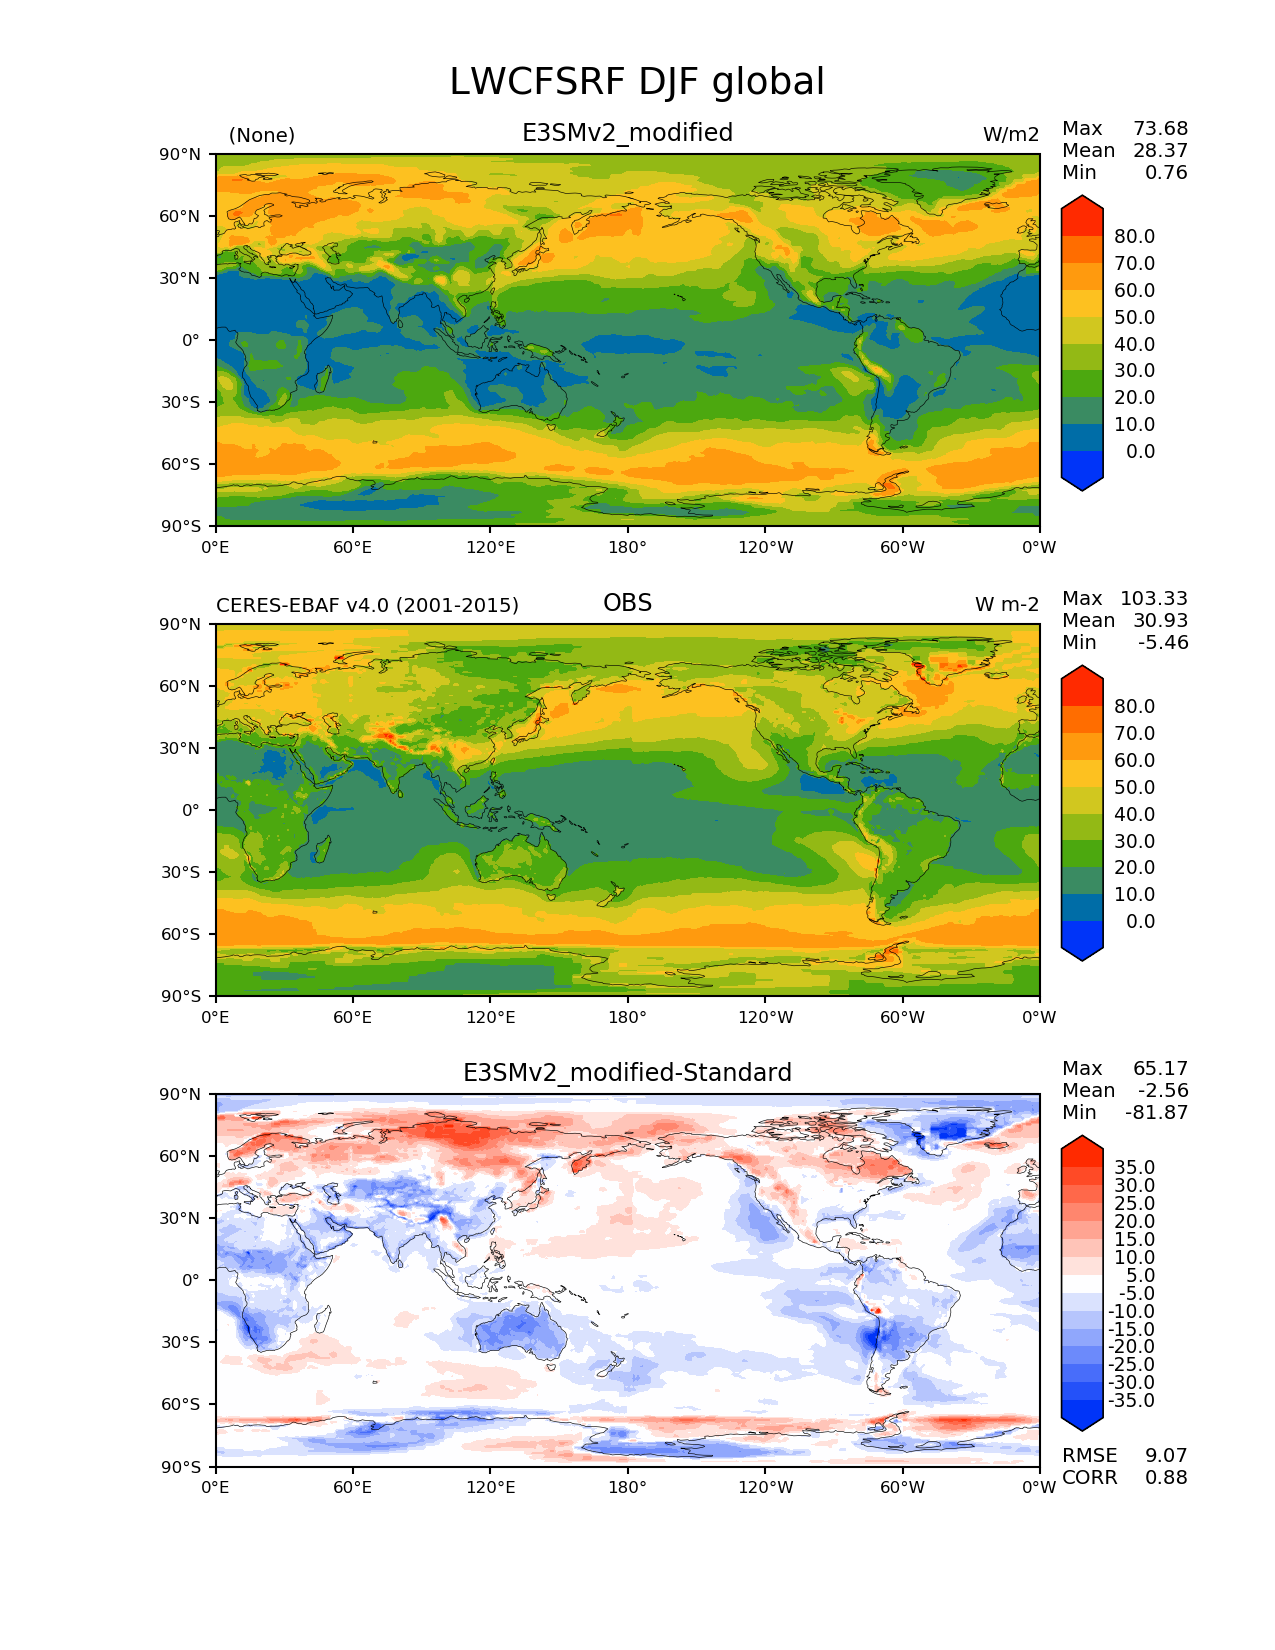 LWCFSRF DJF global
(None) E3SMv2_modified W/m2
Max 73.68
Mean 28.37
Min 0.76
90°N
60°N
30°N
0°
30°S
60°S
90°S
0°E 60°E 120°E 180° 120°W 60°W 0°W
80.0
70.0
60.0
50.0
40.0
30.0
20.0
10.0
0.0
CERES-EBAF v4.0 (2001-2015) OBS W m-2
Max 103.33
Mean 30.93
Min -5.46
90°N
60°N
30°N
0°
30°S
60°S
90°S
0°E 60°E 120°E 180° 120°W 60°W 0°W
80.0
70.0
60.0
50.0
40.0
30.0
20.0
10.0
0.0
E3SMv2_modified-Standard
Max 65.17
Mean -2.56
Min -81.87
90°N
60°N
30°N
0°
30°S
60°S
90°S
0°E 60°E 120°E 180° 120°W 60°W 0°W
35.0
30.0
25.0
20.0
15.0
10.0
5.0
-5.0
-10.0
-15.0
-20.0
-25.0
-30.0
-35.0
RMSE 9.07
CORR 0.88